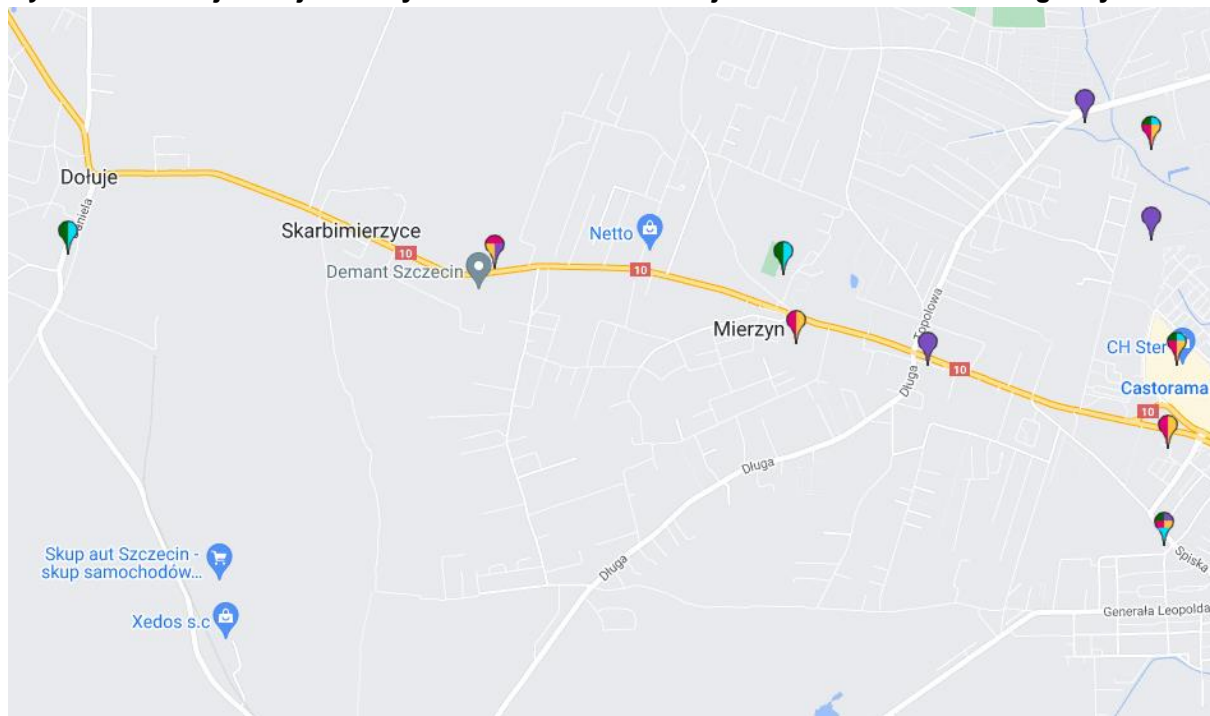 Dołuje
Daniela
Skarbimierzyce
10
Demant Szczecin
Netto
10
Mierzyn
Topolowa
Długa
10
CH Ster
Castorama
10
Długa
Długa
Spiska
Generała Leopolda
Skup aut Szczecin -
skup samochodów...
Xedos s.c